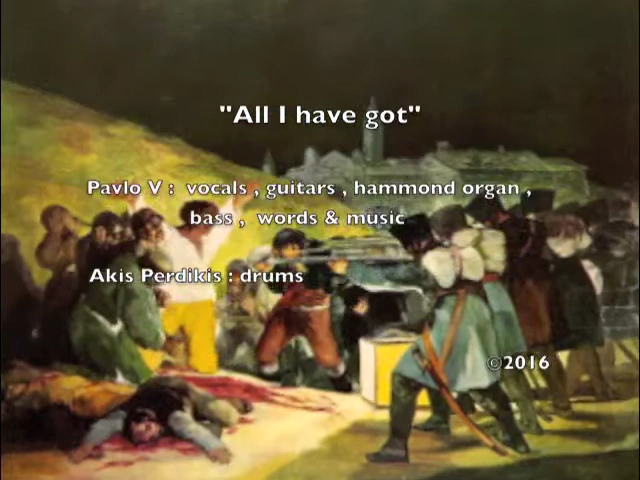 "All I have got"
Pavlo V : vocals , guitars , hammond organ ,
bass , words & music
Akis Perdikis : drums
©2016